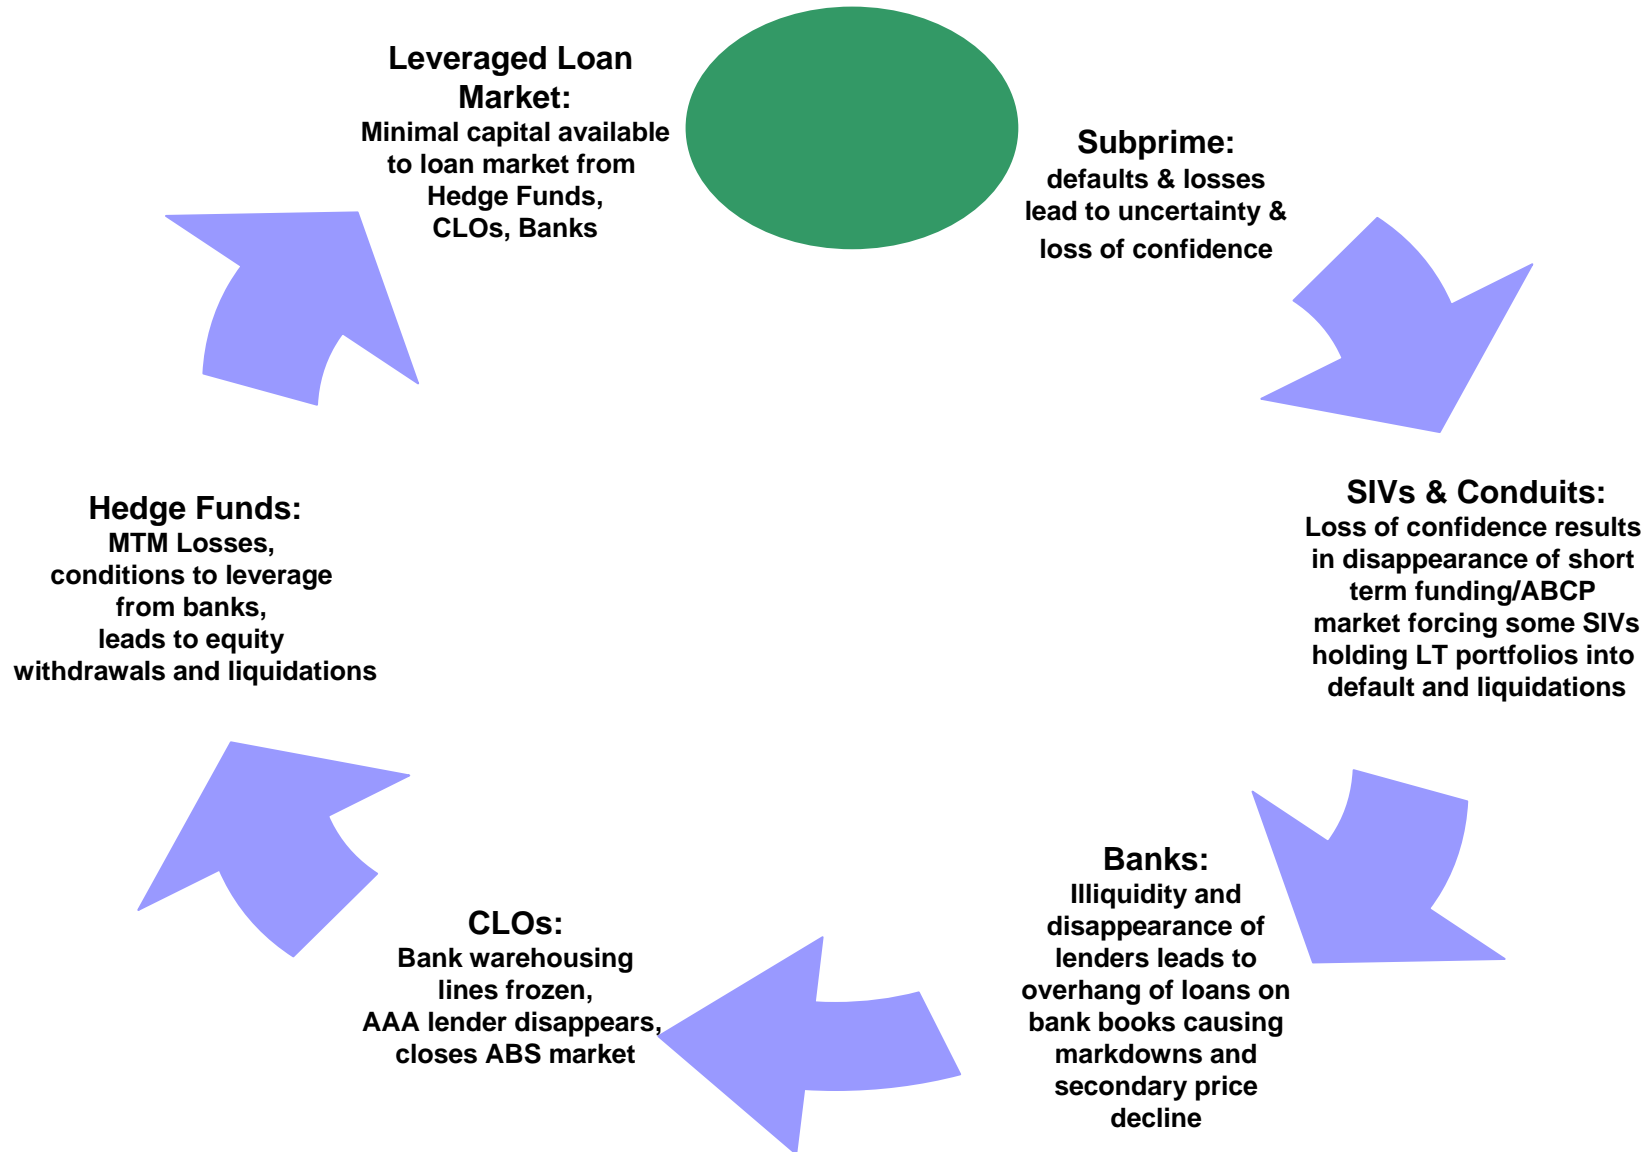 Leveraged Loan
Market:
Minimal capital available
to loan market from
Hedge Funds,
CLOs, Banks
Subprime:
defaults & losses
lead to uncertainty &
loss of confidence
SIVs & Conduits:
Loss of confidence results
in disappearance of short
term funding/ABCP
market forcing some SIVs
holding LT portfolios into
default and liquidations
Banks:
Illiquidity and
disappearance of
lenders leads to
overhang of loans on
bank books causing
markdowns and
secondary price
decline
CLOs:
Bank warehousing
lines frozen,
AAA lender disappears,
closes ABS market
Hedge Funds:
MTM Losses,
conditions to leverage
from banks,
leads to equity
withdrawals and liquidations